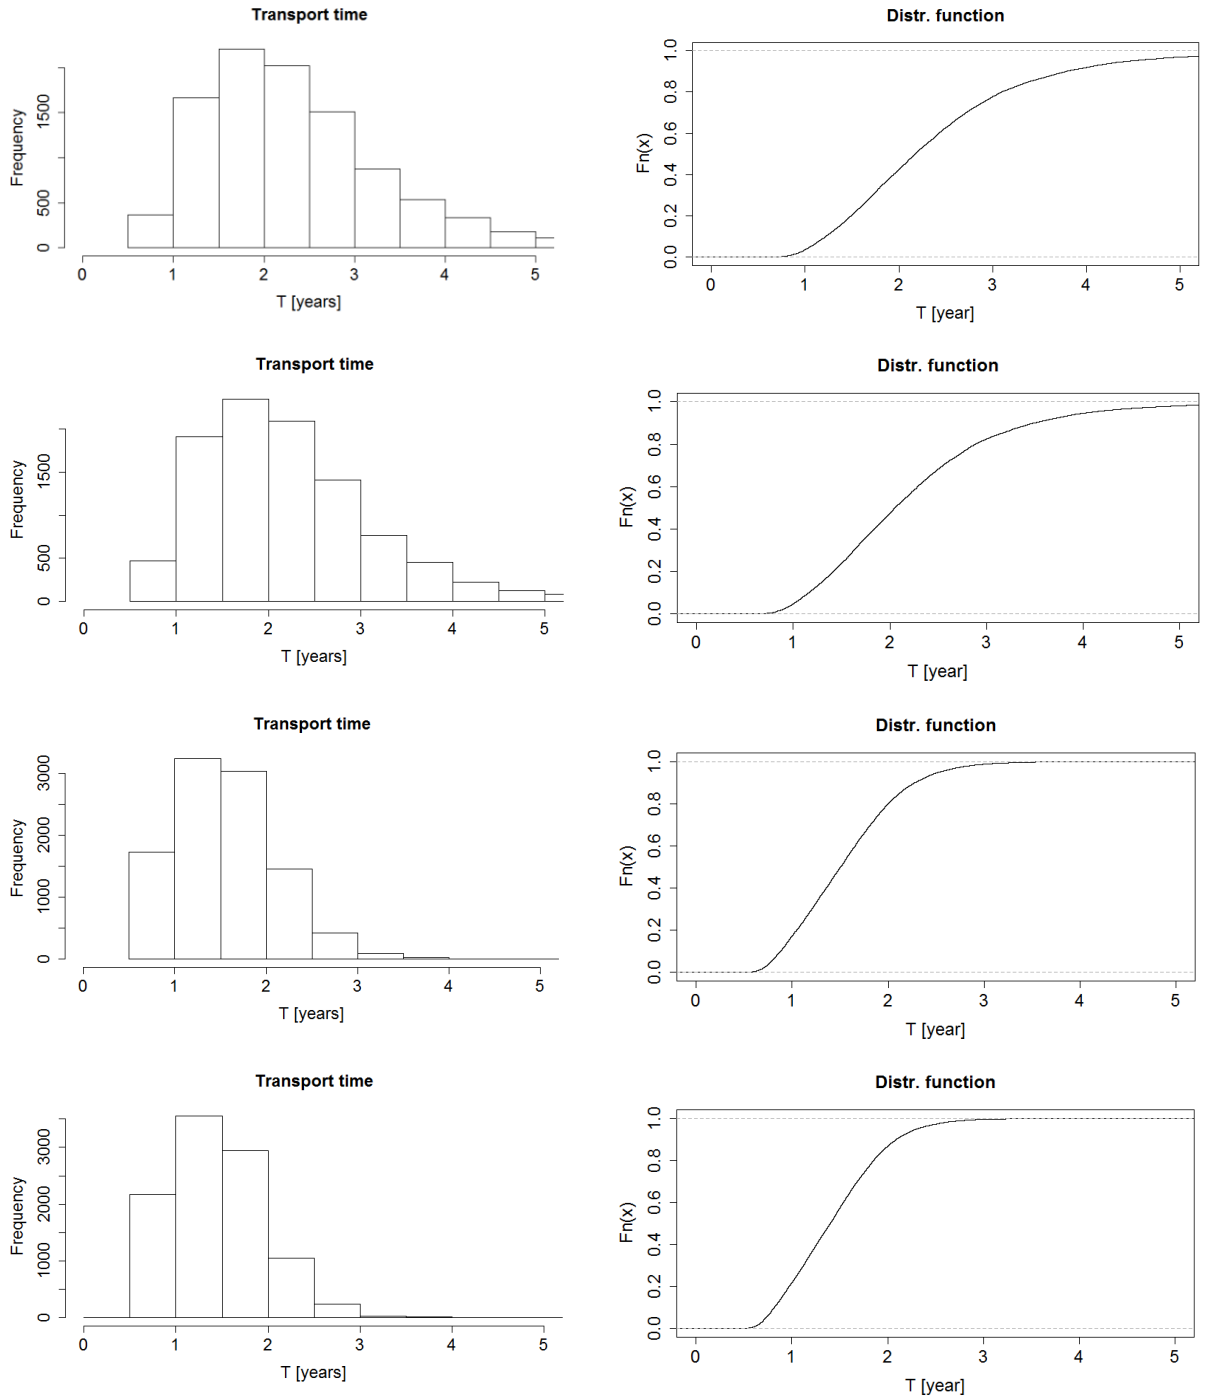 Transport time
Frequency
0 500 1500
0 1 2 3 4 5
T [years]
Distr. function
Fn(x)
0.0 0.2 0.4 0.6 0.8 1.0
0 1 2 3 4 5
T [year]
Transport time
Frequency
0 500 1500
0 1 2 3 4 5
T [years]
Distr. function
Fn(x)
0.0 0.2 0.4 0.6 0.8 1.0
0 1 2 3 4 5
T [year]
Transport time
Frequency
0 1000 2000 3000
0 1 2 3 4 5
T [years]
Distr. function
Fn(x)
0.0 0.2 0.4 0.6 0.8 1.0
0 1 2 3 4 5
T [year]
Transport time
Frequency
0 1000 2000 3000
0 1 2 3 4 5
T [years]
Distr. function
Fn(x)
0.0 0.2 0.4 0.6 0.8 1.0
0 1 2 3 4 5
T [year]